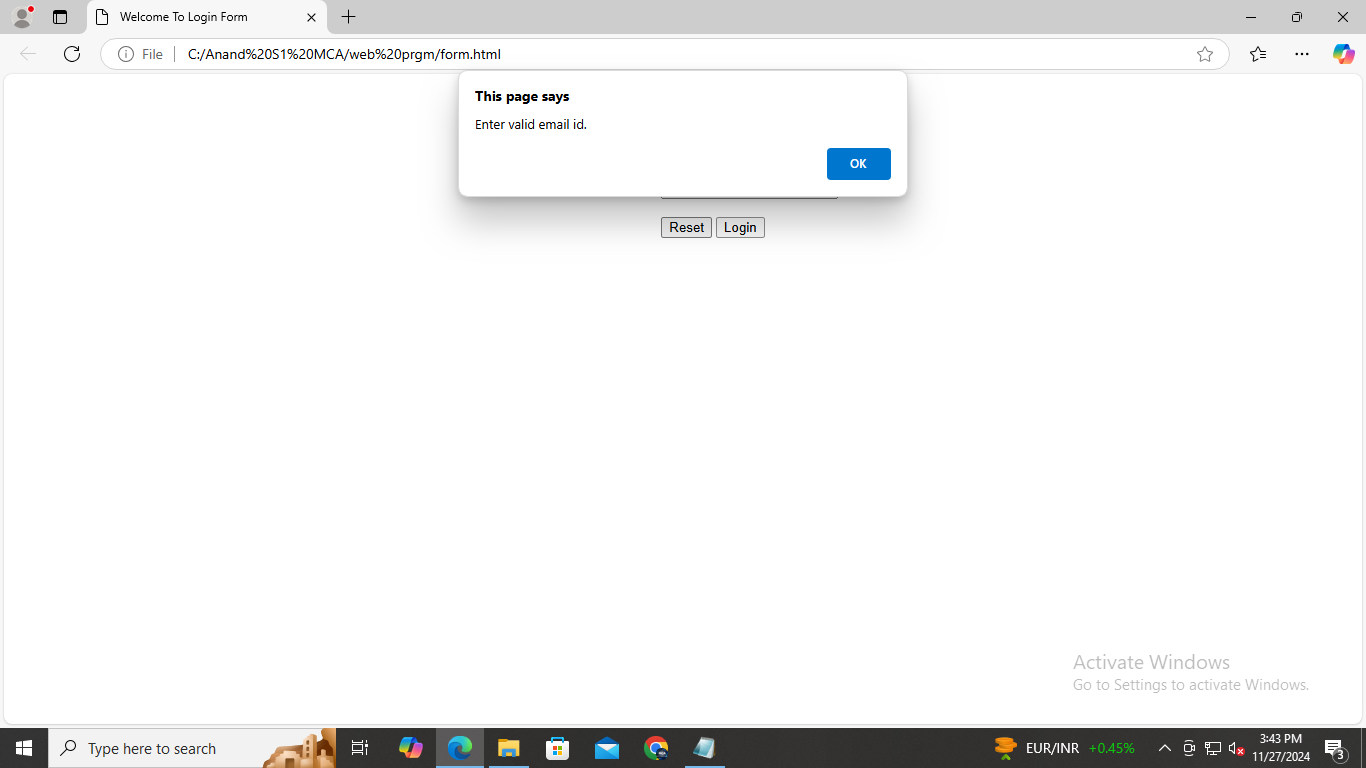 Welcome To Login Form
File
C:/Anand%20S1%20MCA/web%20prgm/form.html
This page says
Enter valid email id.
OK
Reset Login
Activate Windows
Go to Settings to activate Windows.
Type here to search
EUR/INR +0.45%
3:43 PM
11/27/2024
3